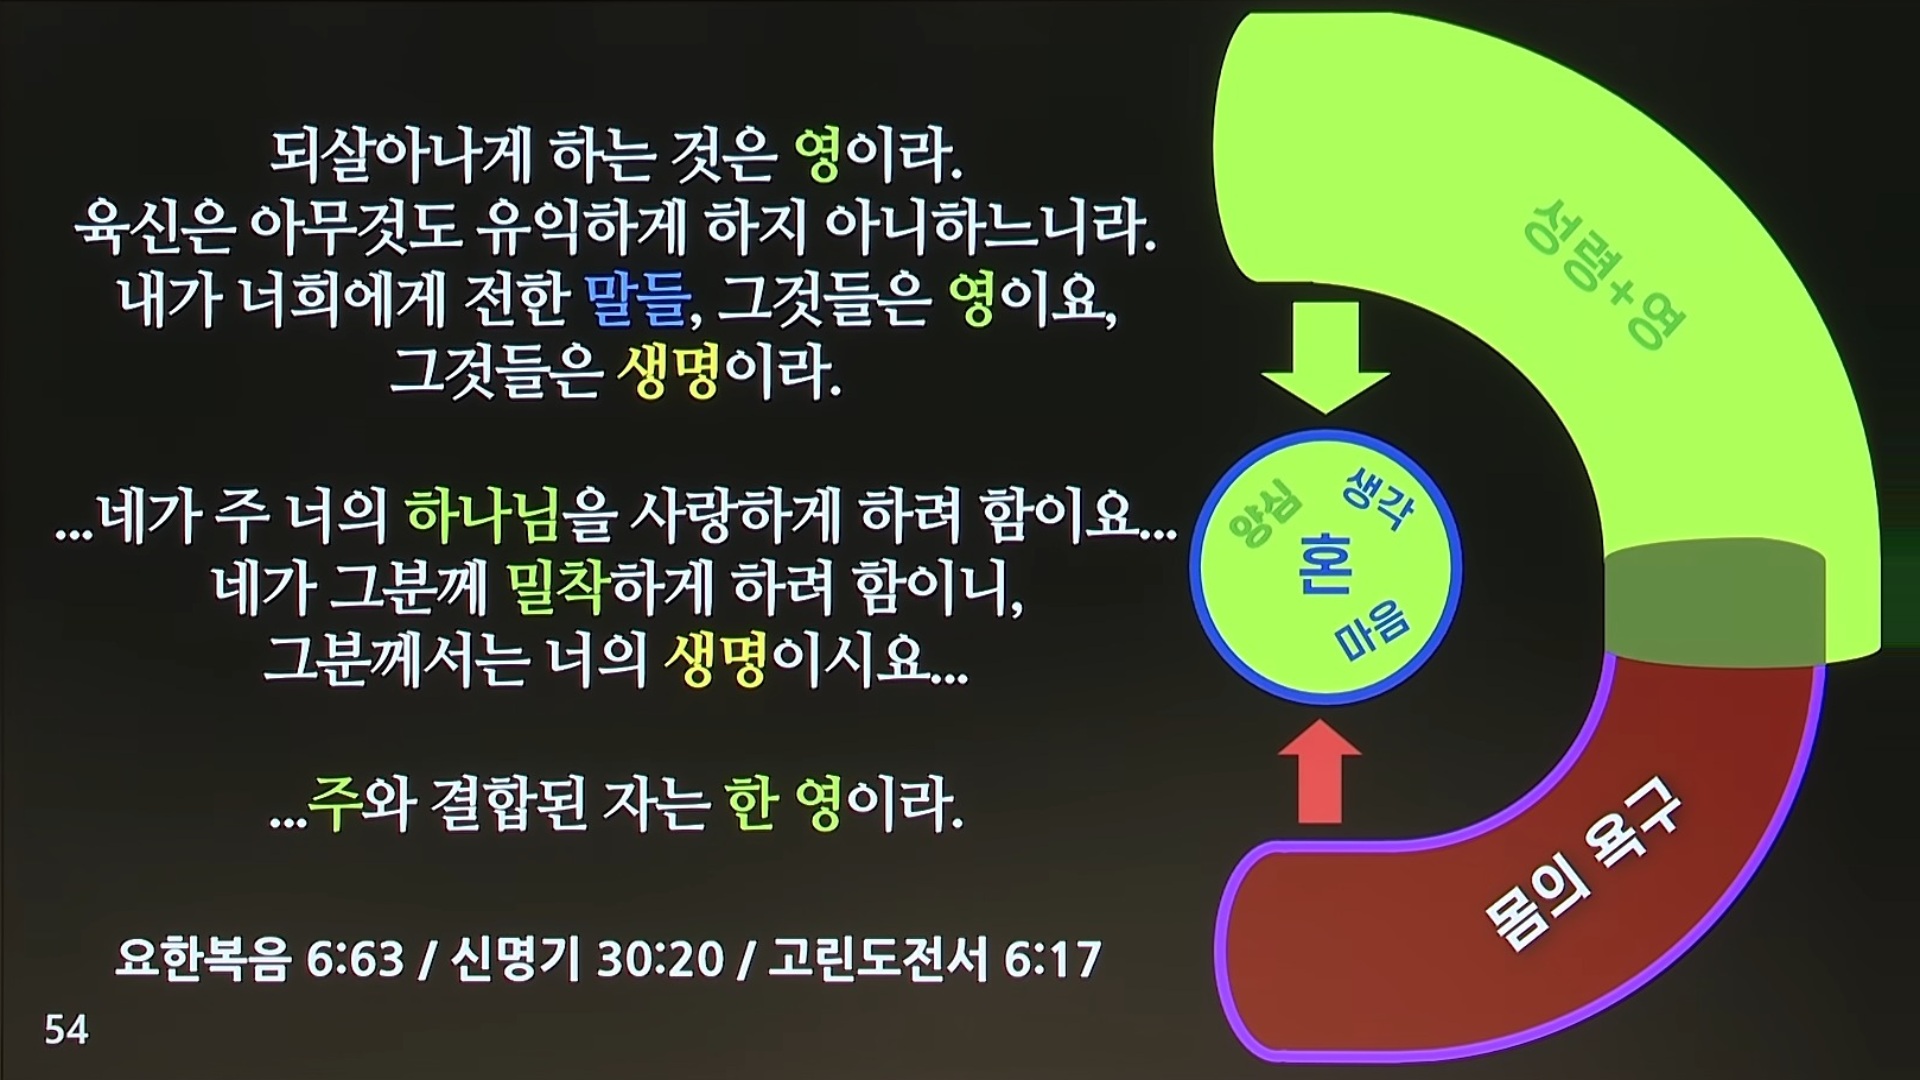 되살아나게 하는 것은 영이라.
육신은 아무것도 유익하게 하지 아니하느니라.
내가 너희에게 전한 말들, 그것들은 영이요,
그것들은 생명이라.
...네가 주 너의 하나님을 사랑하게 하려 함이요...
네가 그분께 밀착하게 하려 함이니,
그분께서는 너의 생명이시요...
...주와 결합된 자는 한 영이라.
요한복음 6:63 / 신명기 30:20 / 고린도전서 6:17
54
성령+영
양심
생각
혼
마음
몸의 욕구